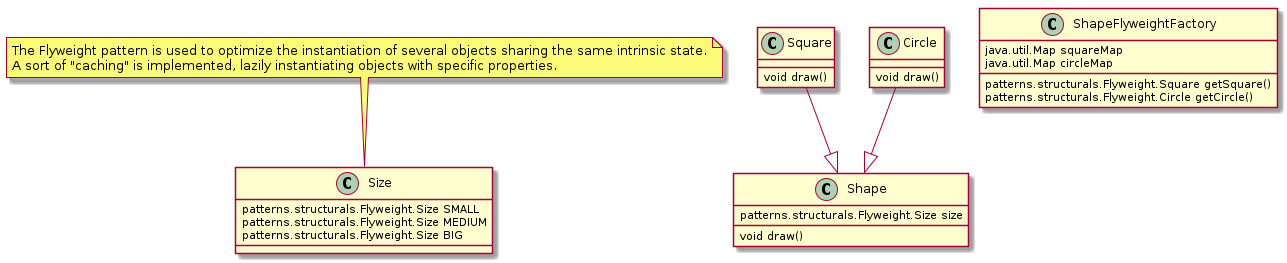 The Flyweight pattern is used to optimize the instantiation of several objects sharing the same intrinsic state.
A sort of "caching" is implemented, lazily instantiating objects with specific properties.
C Square
void draw()
C Circle
void draw()
C ShapeFlyweightFactory
java.util.Map squareMap
java.util.Map circleMap
patterns.structurals.Flyweight.Square getSquare()
patterns.structurals.Flyweight.Circle getCircle()
C Size
patterns.structurals.Flyweight.Size SMALL
patterns.structurals.Flyweight.Size MEDIUM
patterns.structurals.Flyweight.Size BIG
C Shape
patterns.structurals.Flyweight.Size size
void draw()